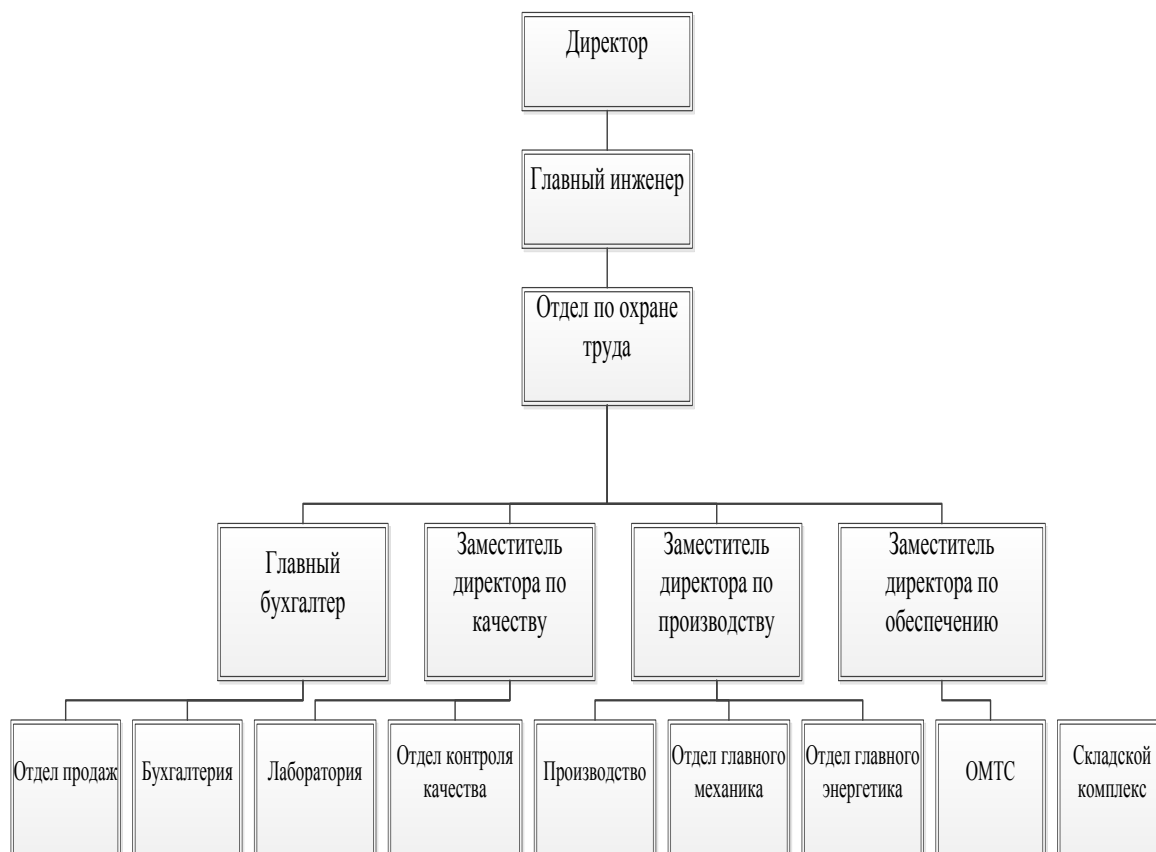 Директор
Главный инженер
Отдел по охране
труда
Главный
бухгалтер
Заместитель
директора по
качеству
Заместитель
директора по
производству
Заместитель
директора по
обеспечению
Отдел продаж
Бухгалтерия
Лаборатория
Отдел контроля
качества
Производство
Отдел главного
механика
Отдел главного
энергетика
ОМТС
Складской
комплекс